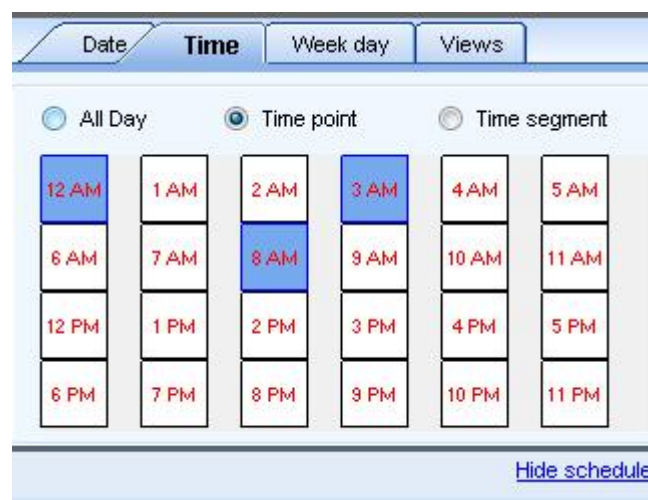 Date Time Week day Views
All Day Time point Time segment
12 AM 1 AM 2 AM 3 AM 4 AM 5 AM
6 AM 7 AM 8 AM 9 AM 10 AM 11 AM
12 PM 1 PM 2 PM 3 PM 4 PM 5 PM
6 PM 7 PM 8 PM 9 PM 10 PM 11 PM
Hide schedule